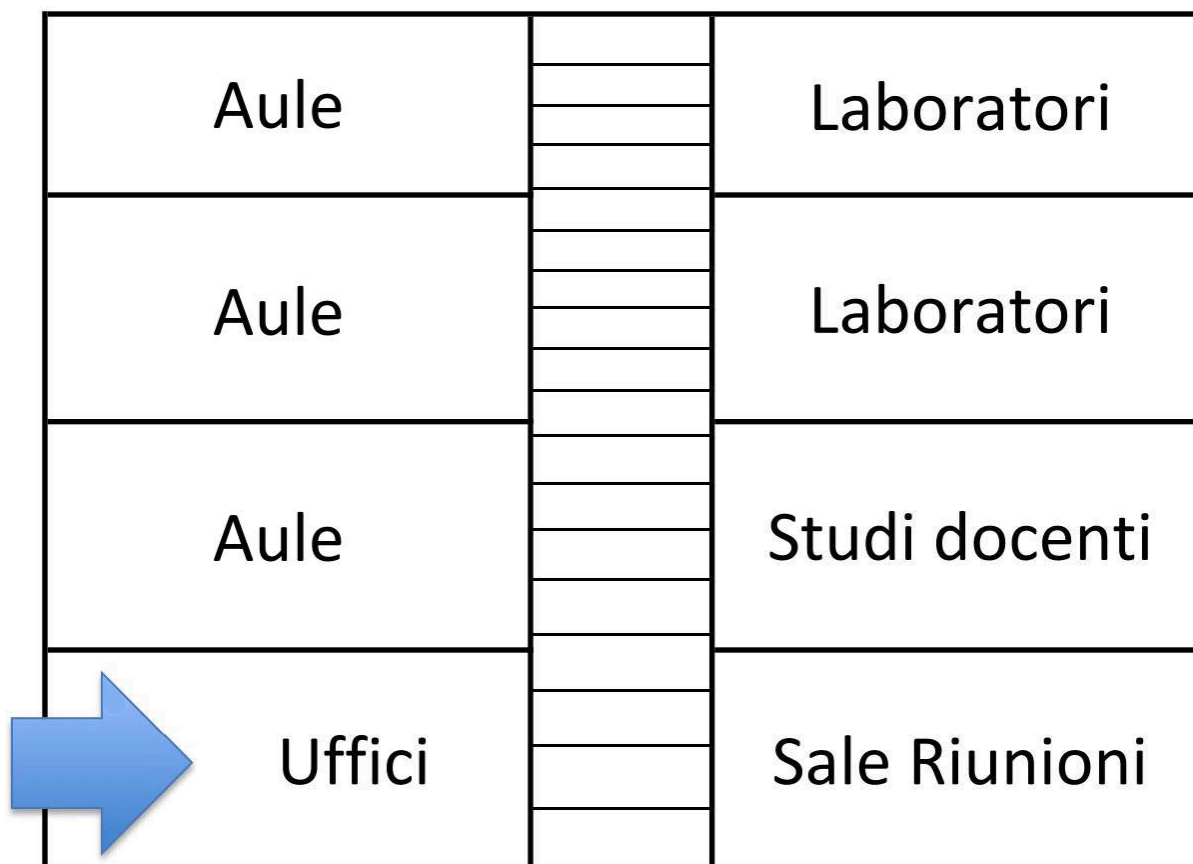 Aule
Laboratori
Aule
Laboratori
Aule
Studi docenti
Uffici
Sale Riunioni